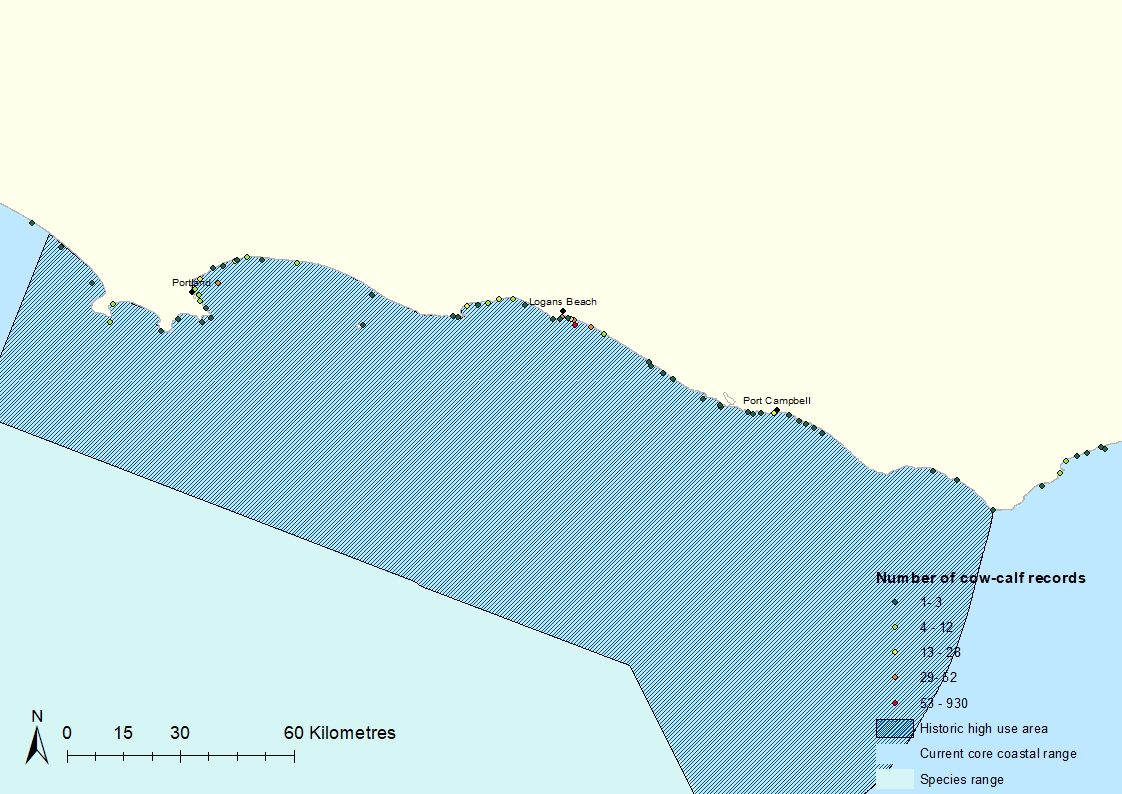 Portland
Logans Beach
Port Campbell
Number of cow-calf records
1- 3
4 - 12
13 - 28
29- 52
53 - 930
Historic high use area
Current core coastal range
Species range
N
0 15 30 60 Kilometres